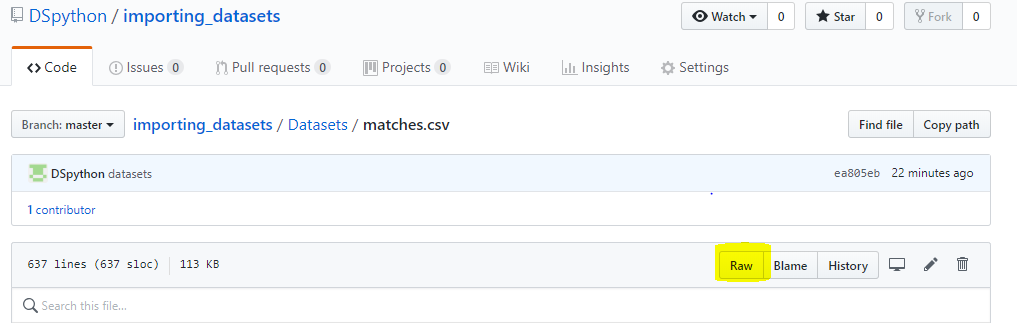 DSpython / importing_datasets
Watch 0 Star 0 Fork 0
Code Issues 0 Pull requests 0 Projects 0 Wiki Insights Settings
Branch: master importing_datasets / Datasets / matches.csv Find file Copy path
DSpython datasets ea805eb 22 minutes ago
1 contributor
637 lines (637 sloc) 113 KB Raw Blame History
Search this file...